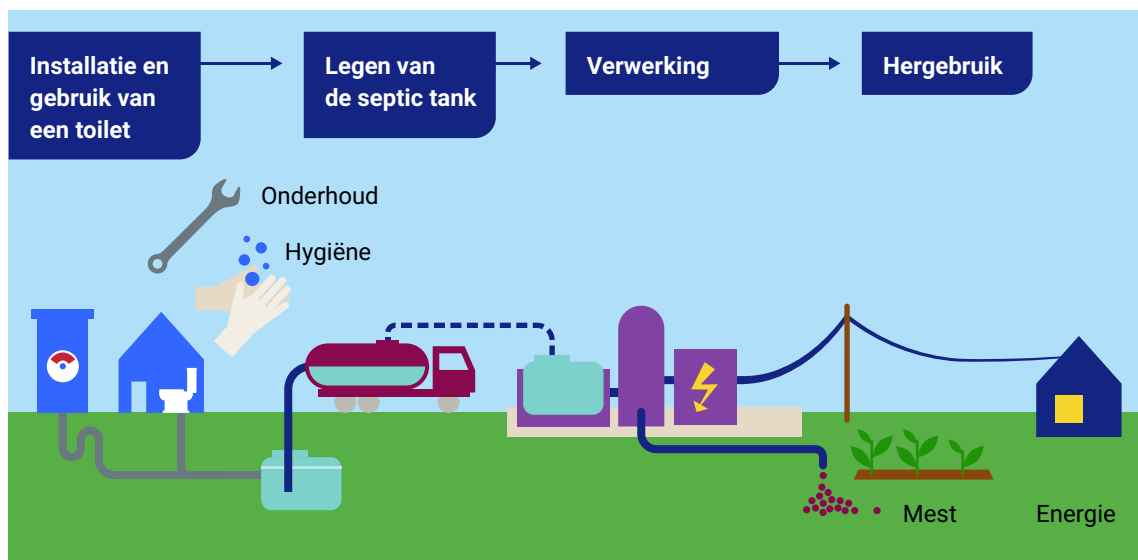 Installatie en
gebruik van
een toilet
Legen van
de septic tank
Verwerking
Hergebruik
Onderhoud
Hygiëne
Mest
Energie